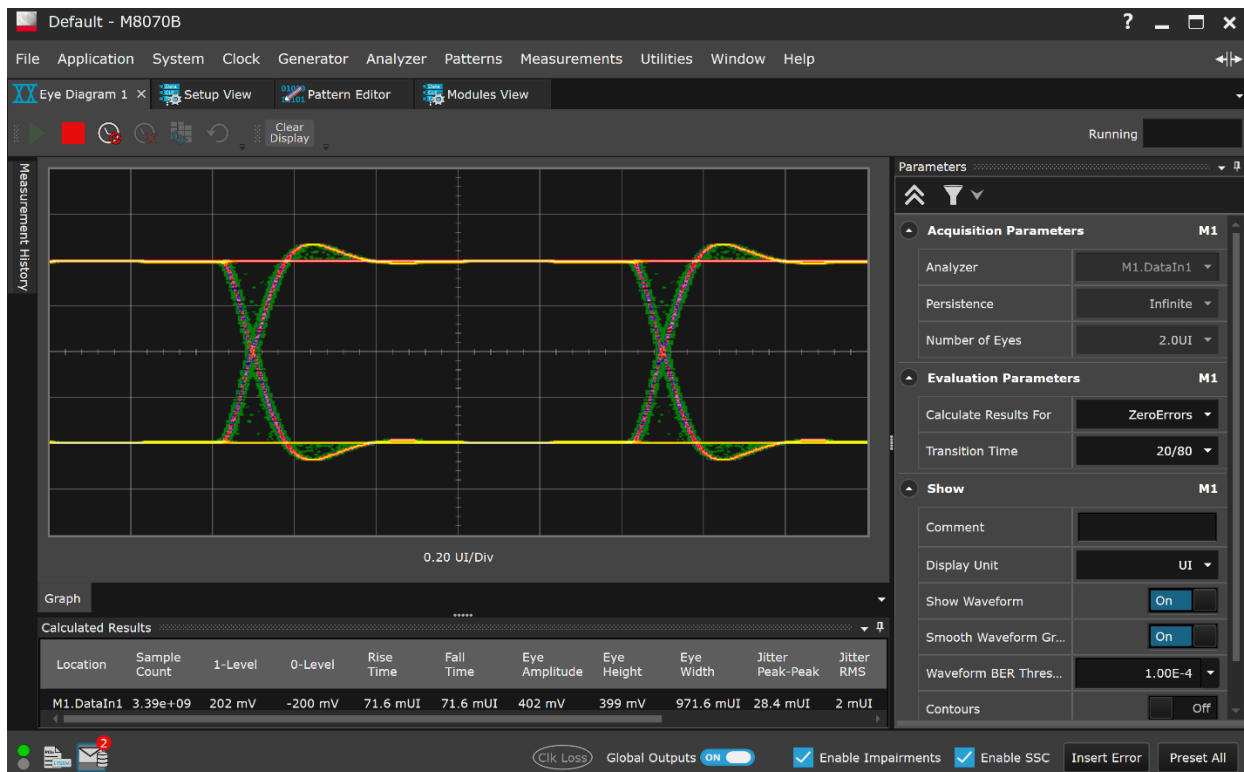 Default - M8070B
?
File Application System Clock Generator Analyzer Patterns Measurements Utilities Window Help
Eye Diagram 1 Setup View Pattern Editor Modules View
Clear
Display
Running
Measurement History
Parameters
Acquisition Parameters M1
Analyzer M1.DataIn1
Persistence Infinite
Number of Eyes 2.0UI
Evaluation Parameters M1
Calculate Results For ZeroErrors
Transition Time 20/80
Show M1
Comment
Display Unit UI
Show Waveform On
Smooth Waveform Gr... On
Waveform BER Thres... 1.00E-4
Contours Off
0.20 UI/Div
Graph
Calculated Results
Location Sample Count 1-Level 0-Level Rise Time Fall Time Eye Amplitude Eye Height Eye Width Jitter Peak-Peak Jitter RMS
M1.DataIn1 3.39e+09 202 mV -200 mV 71.6 mUI 71.6 mUI 402 mV 399 mV 971.6 mUI 28.4 mUI 2 mUI
2
Clk Loss Global Outputs ON Enable Impairments Enable SSC Insert Error Preset All